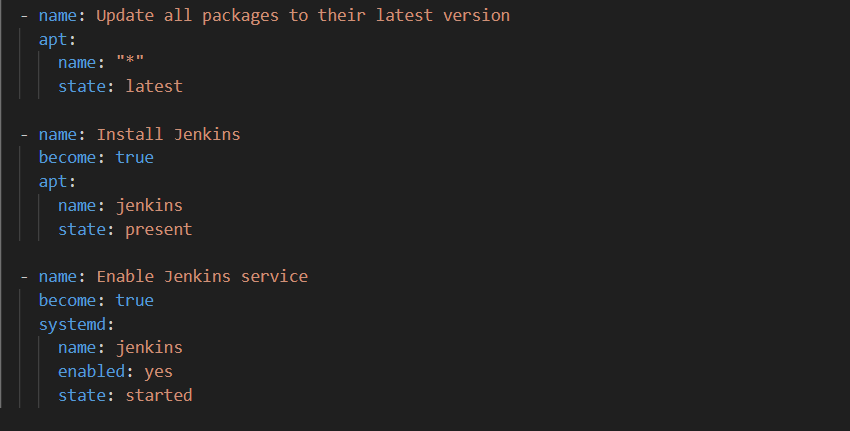 - name: Update all packages to their latest version
  apt:
    name: "*"
    state: latest

- name: Install Jenkins
  become: true
  apt:
    name: jenkins
    state: present

- name: Enable Jenkins service
  become: true
  systemd:
    name: jenkins
    enabled: yes
    state: started